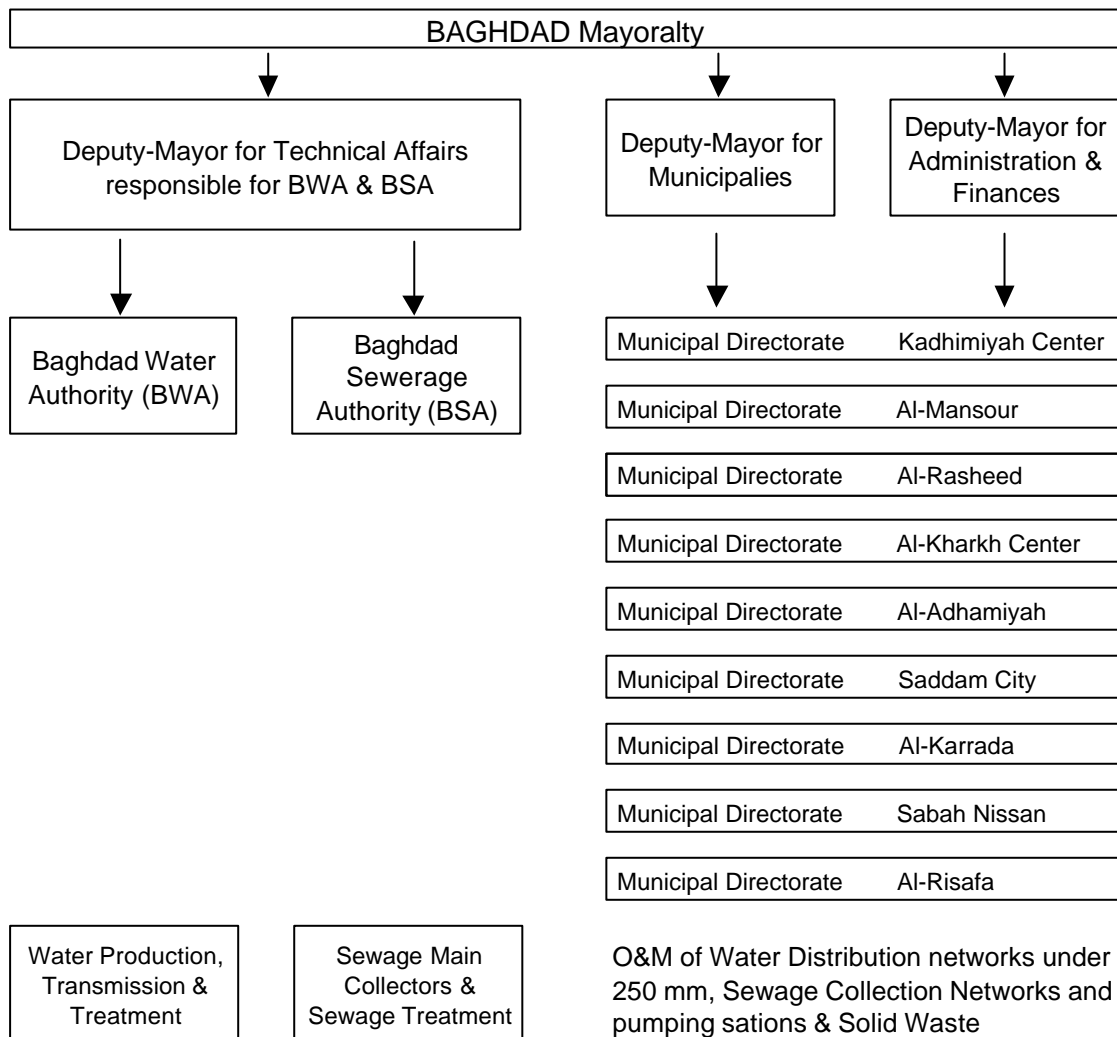 BAGHDAD Mayoralty
Deputy-Mayor for Technical Affairs
responsible for BWA & BSA
Deputy-Mayor for
Municipalies
Deputy-Mayor for
Administration &
Finances
Baghdad Water
Authority (BWA)
Baghdad
Sewerage
Authority (BSA)
Municipal Directorate Kadhimiyah Center
Municipal Directorate Al-Mansour
Municipal Directorate Al-Rasheed
Municipal Directorate Al-Kharkh Center
Municipal Directorate Al-Adhamiyah
Municipal Directorate Saddam City
Municipal Directorate Al-Karrada
Municipal Directorate Sabah Nissan
Municipal Directorate Al-Risafa
Water Production,
Transmission &
Treatment
Sewage Main
Collectors &
Sewage Treatment
O&M of Water Distribution networks under
250 mm, Sewage Collection Networks and
pumping sations & Solid Waste